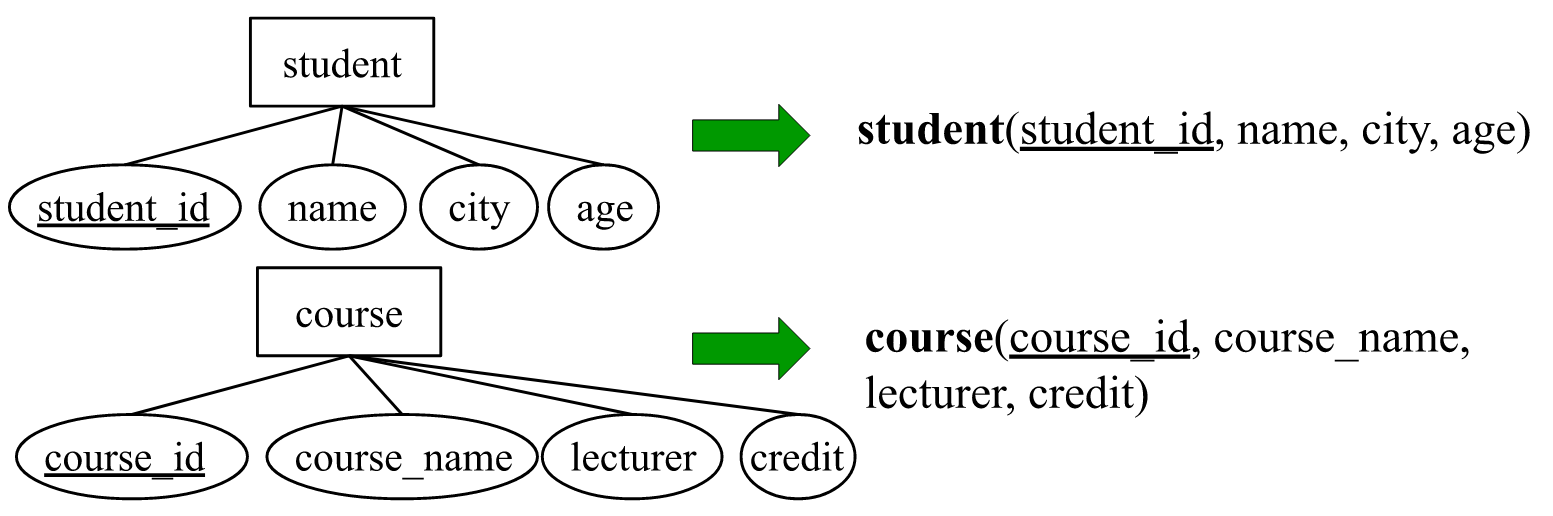 student
student_id name city age
student(student_id, name, city, age)
course
course_id course_name lecturer credit
course(course_id, course_name,
lecturer, credit)